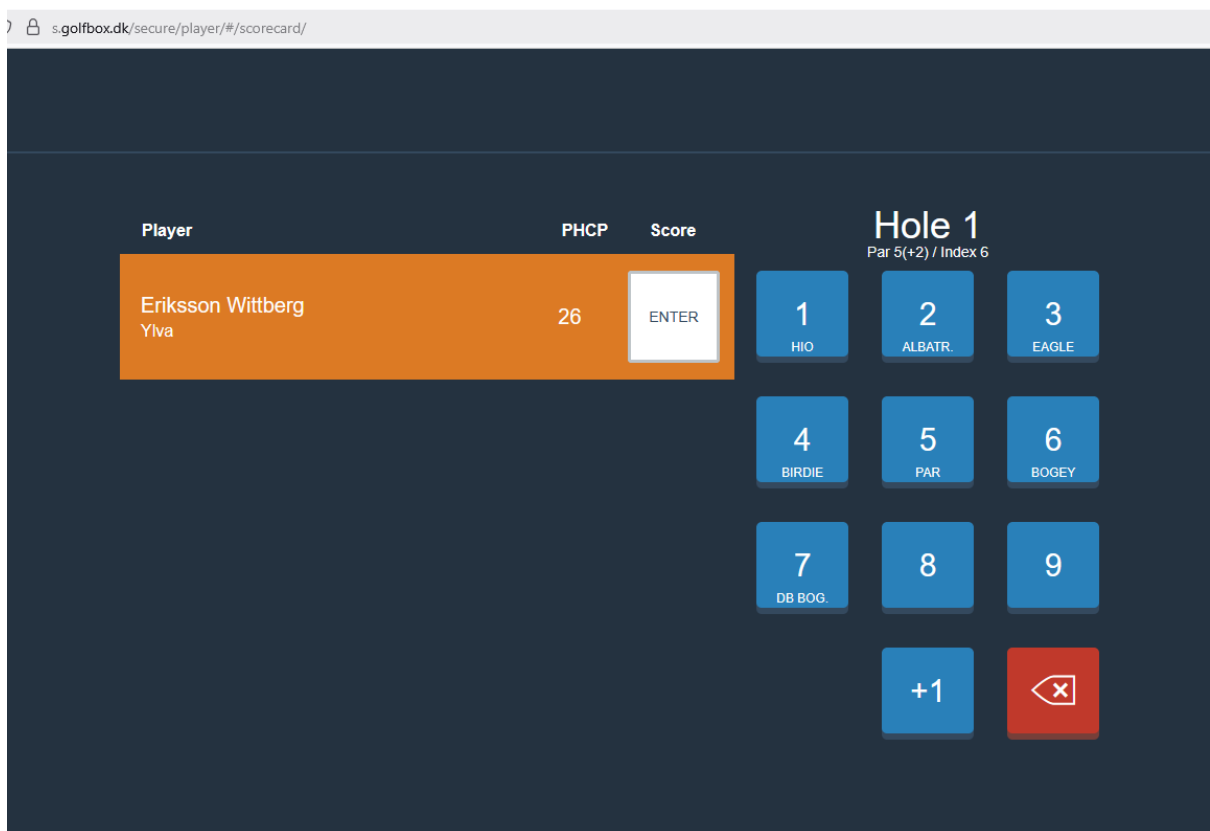 s.golfbox.dk/secure/player/#/scorecard/
Player PHCP Score
Hole 1
Par 5(+2) / Index 6
Eriksson Wittberg
Ylva
26
ENTER
1
HIO
2
ALBATR.
3
EAGLE
4
BIRDIE
5
PAR
6
BOGEY
7
DB BOG.
8
9
+1